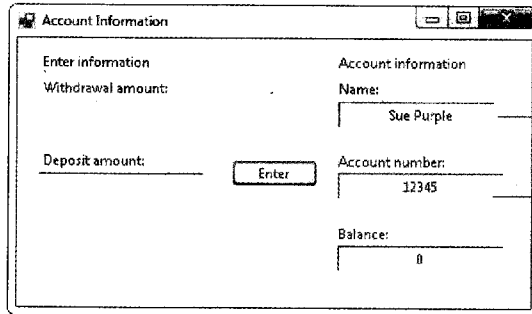 Account Information
Enter information
Withdrawal amount:
Deposit amount:
Enter
Account information
Name:
Sue Purple
Account number:
12345
Balance:
0